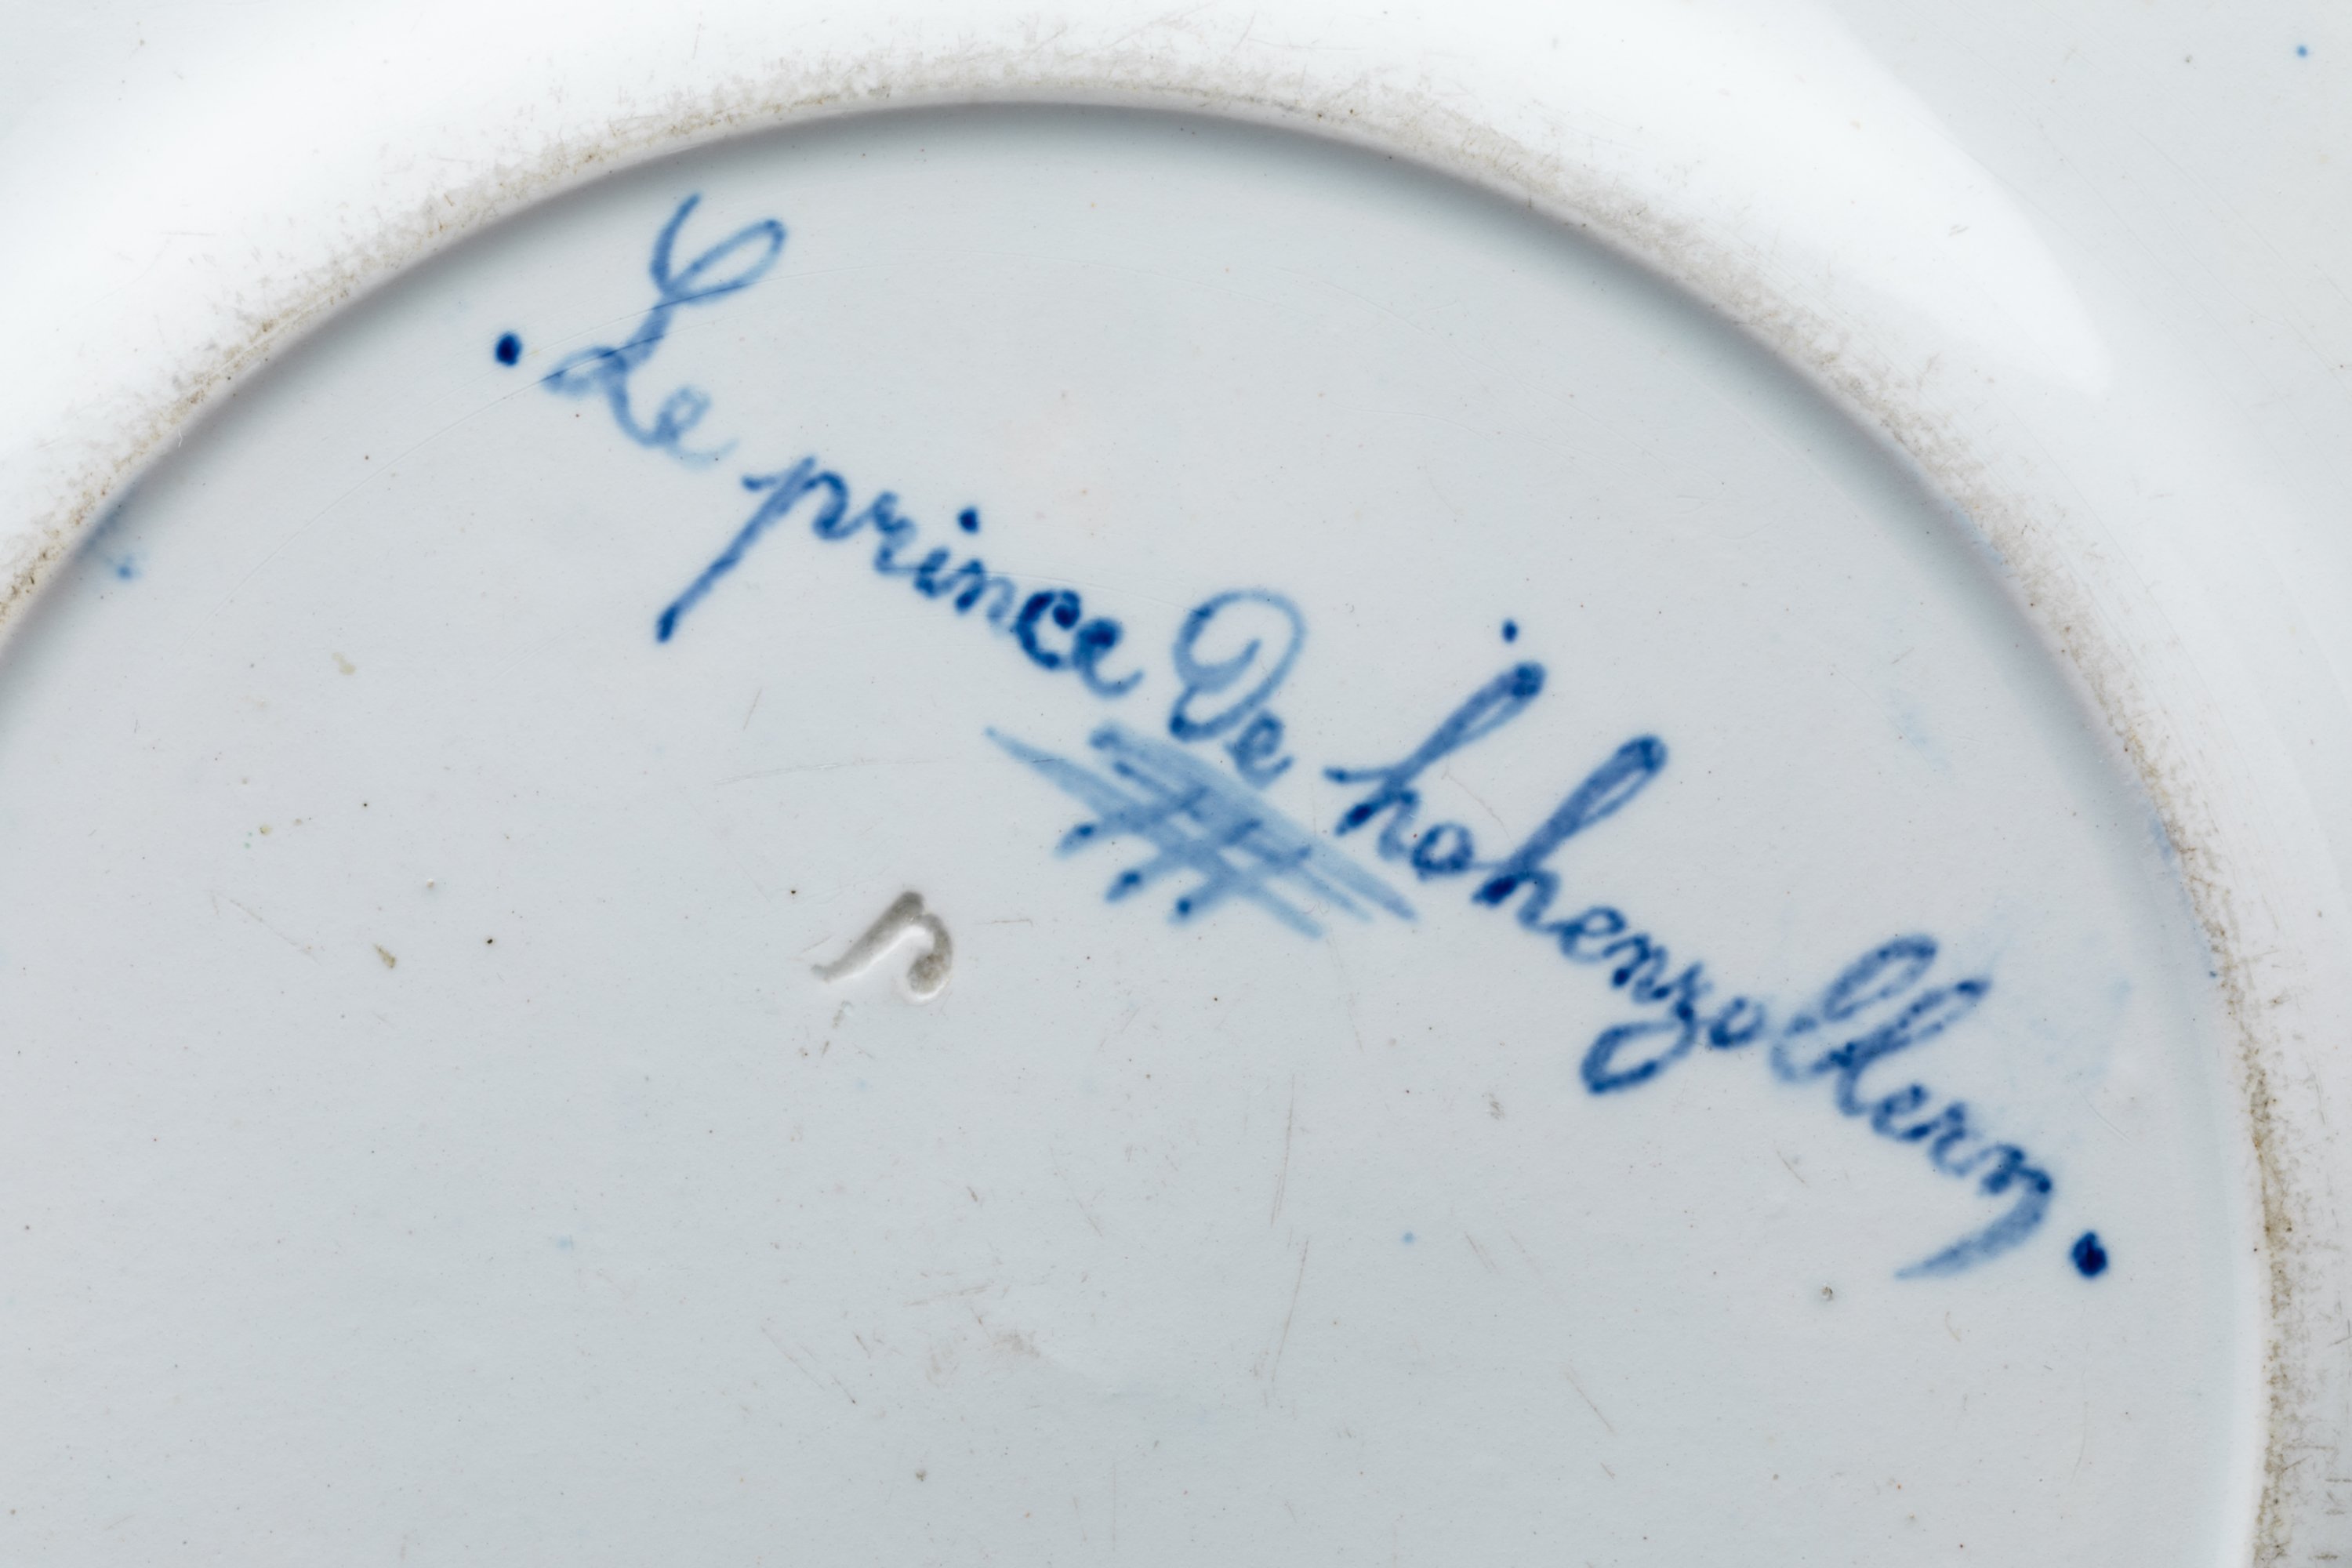 . Le prince De hohenzollern .